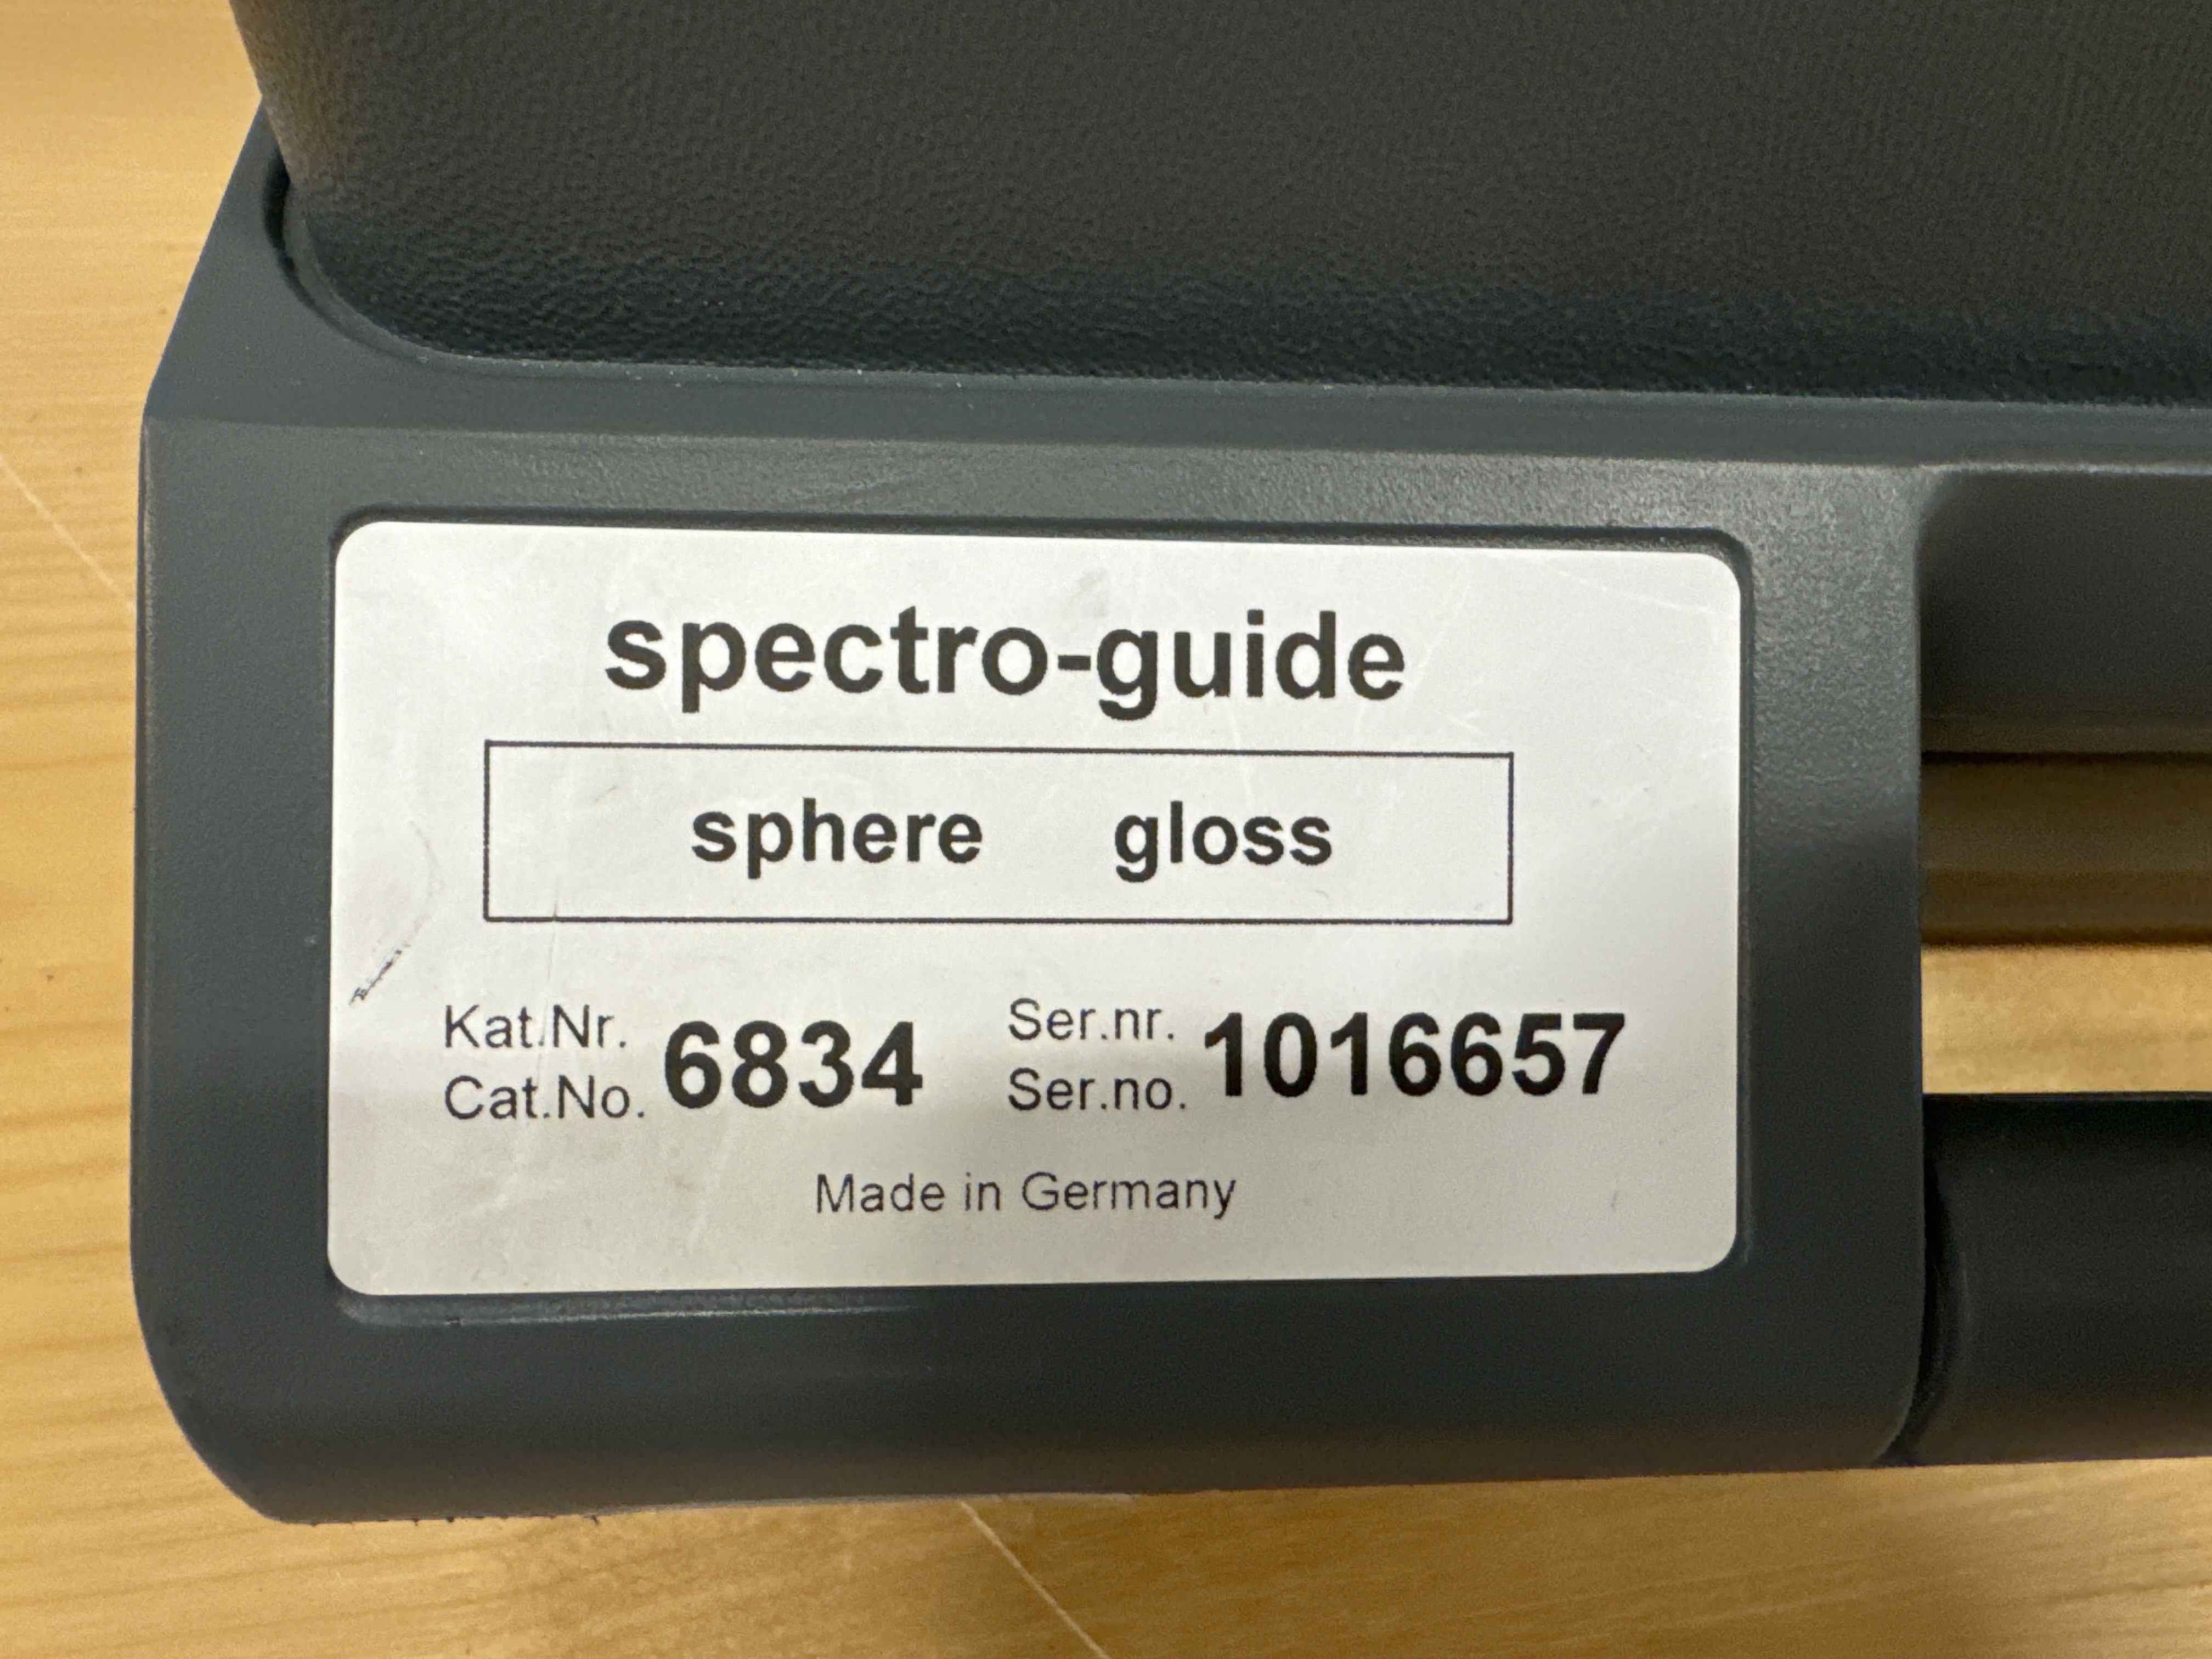 spectro-guide
sphere gloss
Kat.Nr.
Cat.No. 6834
Ser.nr.
Ser.no. 1016657
Made in Germany